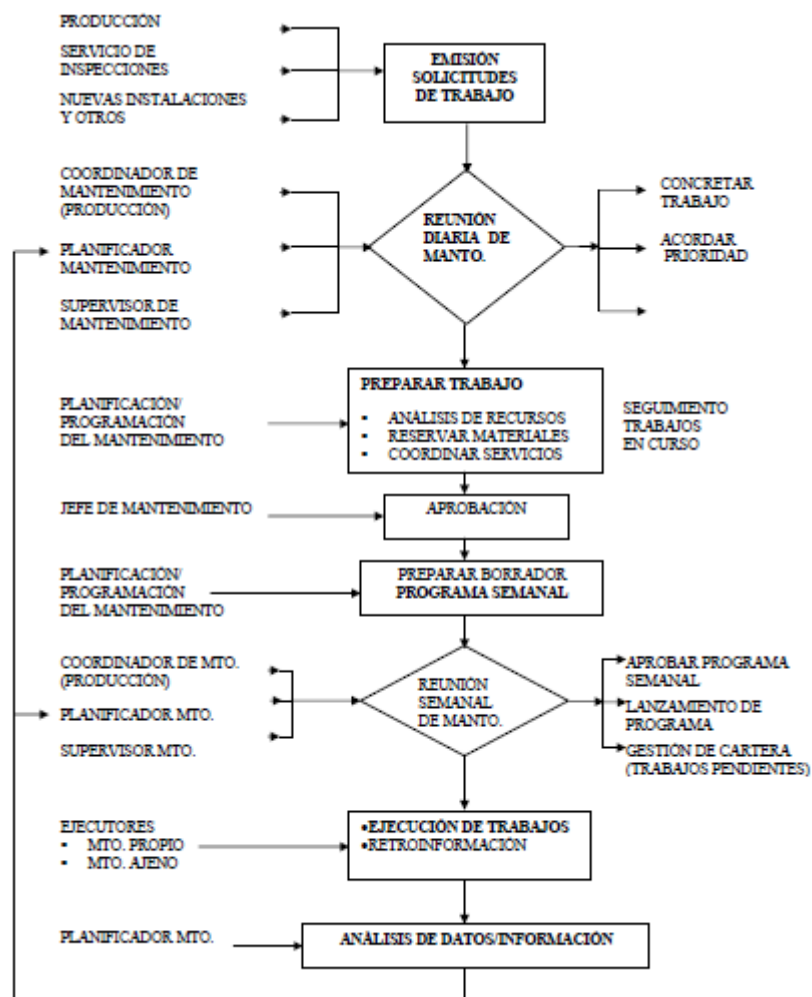 PRODUCCIÓN
SERVICIO DE
INSPECCIONES
NUEVAS INSTALACIONES
Y OTROS
EMISIÓN
SOLICITUDES
DE TRABAJO
COORDINADOR DE
MANTENIMIENTO
(PRODUCCIÓN)
PLANIFICADOR
MANTENIMIENTO
SUPERVISOR DE
MANTENIMIENTO
REUNIÓN
DIARIA DE
MANTO.
CONCRETAR
TRABAJO
ACORDAR
PRIORIDAD
PLANIFICACIÓN/
PROGRAMACIÓN
DEL MANTENIMIENTO
PREPARAR TRABAJO
▪ ANÁLISIS DE RECURSOS
▪ RESERVAR MATERIALES
▪ COORDINAR SERVICIOS
SEGUIMIENTO
TRABAJOS
EN CURSO
JEFE DE MANTENIMIENTO
APROBACIÓN
PLANIFICACIÓN/
PROGRAMACIÓN
DEL MANTENIMIENTO
PREPARAR BORRADOR
PROGRAMA SEMANAL
COORDINADOR DE MTO.
(PRODUCCIÓN)
PLANIFICADOR MTO.
SUPERVISOR MTO.
REUNIÓN
SEMANAL
DE MANTO.
APROBAR PROGRAMA
SEMANAL
LANZAMIENTO DE
PROGRAMA
GESTIÓN DE CARTERA
(TRABAJOS PENDIENTES)
EJECUTORES
▪ MTO. PROPIO
▪ MTO. AJENO
•EJECUCIÓN DE TRABAJOS
•RETROINFORMACIÓN
PLANIFICADOR MTO.
ANÁLISIS DE DATOS/INFORMACIÓN